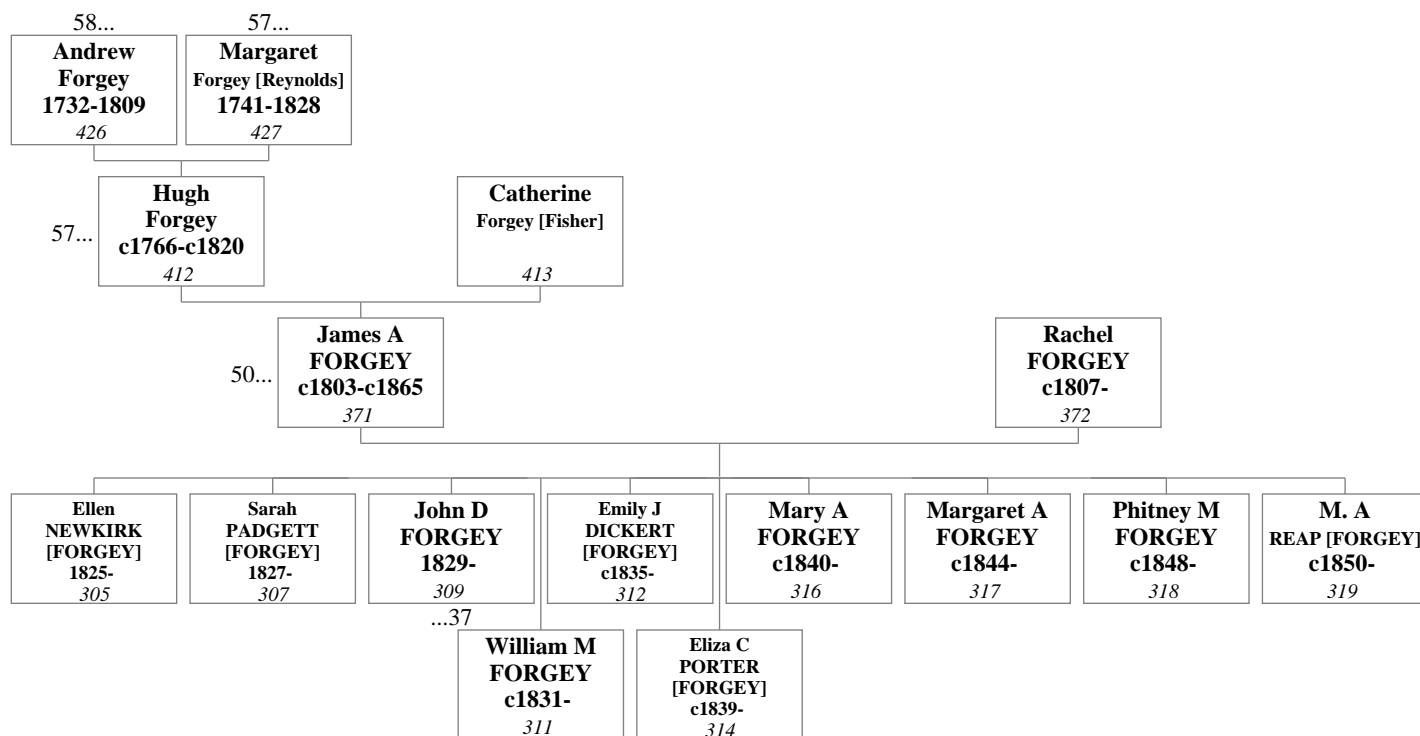 58...
57...
Andrew
Forgey
1732-1809
426
Margaret
Forgey [Reynolds]
1741-1828
427
57...
Hugh
Forgey
c1766-c1820
412
Catherine
Forgey [Fisher]
413
50...
James A
FORGEY
c1803-c1865
371
Rachel
FORGEY
c1807-
372
Ellen
NEWKIRK
[FORGEY]
1825-
305
Sarah
PADGETT
[FORGEY]
1827-
307
John D
FORGEY
1829-
309
...37
Emily J
DICKERT
[FORGEY]
c1835-
312
Mary A
FORGEY
c1840-
316
Margaret A
FORGEY
c1844-
317
Phitney M
FORGEY
c1848-
318
M. A
REAP [FORGEY]
c1850-
319
William M
FORGEY
c1831-
311
Eliza C
PORTER
[FORGEY]
c1839-
314